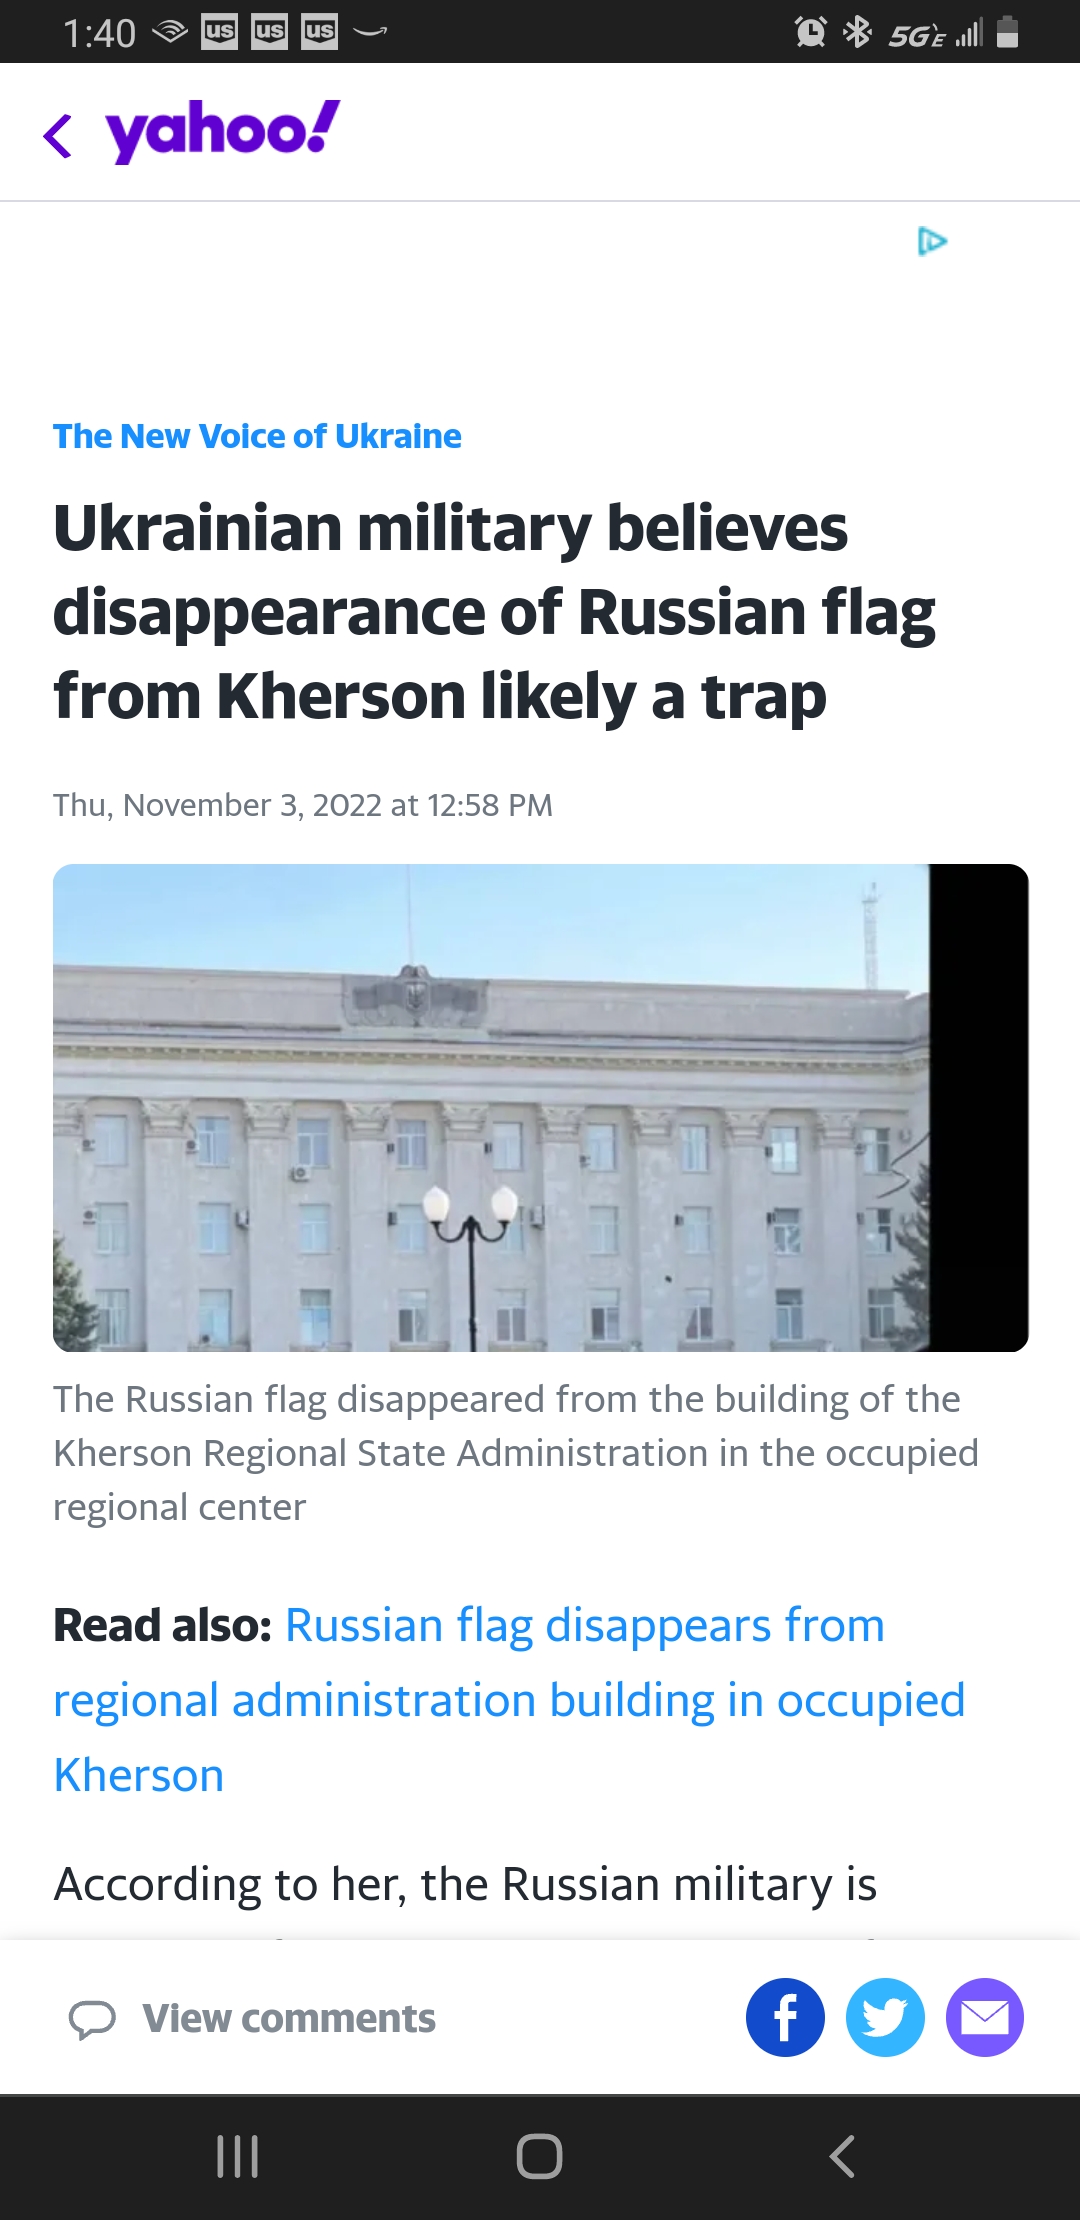 1:40 us us us 5GE
yahoo!
The New Voice of Ukraine
Ukrainian military believes
disappearance of Russian flag
from Kherson likely a trap
Thu, November 3, 2022 at 12:58 PM
The Russian flag disappeared from the building of the
Kherson Regional State Administration in the occupied
regional center
Read also: Russian flag disappears from
regional administration building in occupied
Kherson
According to her, the Russian military is
View comments